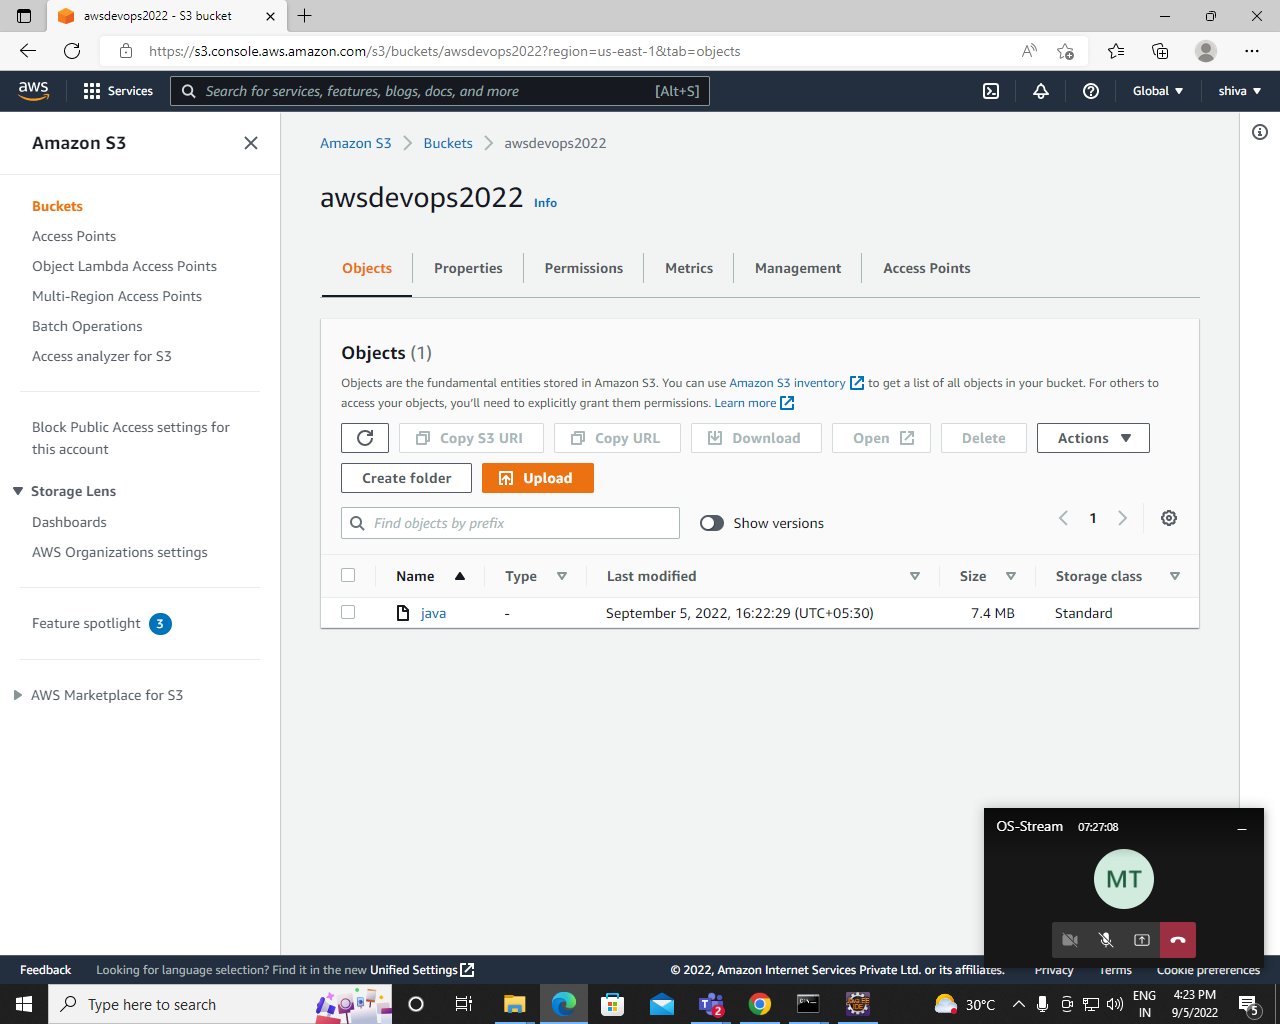 awsdevops2022 - S3 bucket
https://s3.console.aws.amazon.com/s3/buckets/awsdevops2022?region=us-east-1&tab=objects
aws
Services
Search for services, features, blogs, docs, and more
[Alt+S]
Global
shiva
Amazon S3
Buckets
Access Points
Object Lambda Access Points
Multi-Region Access Points
Batch Operations
Access analyzer for S3
Block Public Access settings for
this account
Storage Lens
Dashboards
AWS Organizations settings
Feature spotlight 3
AWS Marketplace for S3
Amazon S3 Buckets awsdevops2022
awsdevops2022 Info
Objects Properties Permissions Metrics Management Access Points
Objects (1)
Objects are the fundamental entities stored in Amazon S3. You can use Amazon S3 inventory to get a list of all objects in your bucket. For others to
access your objects, you'll need to explicitly grant them permissions. Learn more
Copy S3 URI Copy URL Download Open Delete Actions
Create folder Upload
Find objects by prefix Show versions 1
Name Type Last modified Size Storage class
java - September 5, 2022, 16:22:29 (UTC+05:30) 7.4 MB Standard
OS-Stream 07:27:08
MT
Feedback Looking for language selection? Find it in the new Unified Settings © 2022, Amazon Internet Services Private Ltd. or its affiliates. Privacy Terms Cookie preferences
Type here to search
2
30°C
ENG
IN
4:23 PM
9/5/2022
5